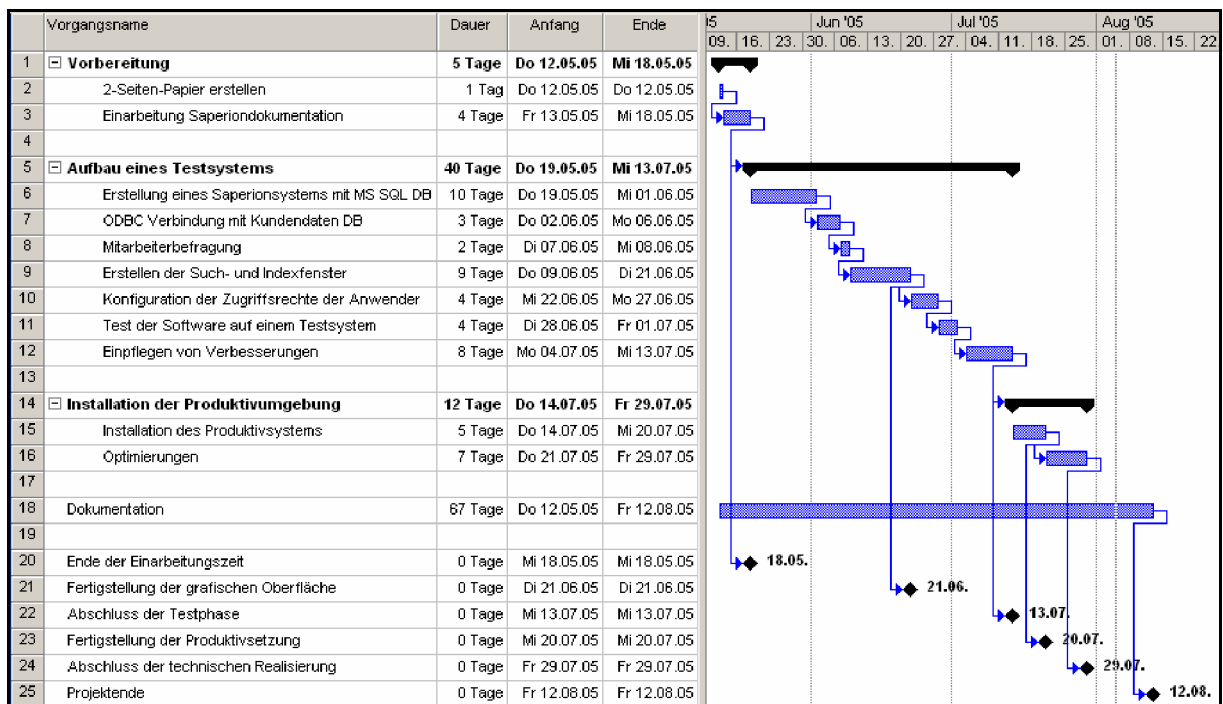 Vorgangsname Dauer Anfang Ende 05 Jun '05 Jul '05 Aug '05
09. 16. 23. 30. 06. 13. 20. 27. 04. 11. 18. 25. 01. 08. 15. 22
1 Vorbereitung 5 Tage Do 12.05.05 Mi 18.05.05
2 2-Seiten-Papier erstellen 1 Tag Do 12.05.05 Do 12.05.05
3 Einarbeitung Saperiondokumentation 4 Tage Fr 13.05.05 Mi 18.05.05
4
5 Aufbau eines Testsystems 40 Tage Do 19.05.05 Mi 13.07.05
6 Erstellung eines Saperionsystems mit MS SQL DB 10 Tage Do 19.05.05 Mi 01.06.05
7 ODBC Verbindung mit Kundendaten DB 3 Tage Do 02.06.05 Mo 06.06.05
8 Mitarbeiterbefragung 2 Tage Di 07.06.05 Mi 08.06.05
9 Erstellen der Such- und Indexfenster 9 Tage Do 09.06.05 Di 21.06.05
10 Konfiguration der Zugriffsrechte der Anwender 4 Tage Mi 22.06.05 Mo 27.06.05
11 Test der Software auf einem Testsystem 4 Tage Di 28.06.05 Fr 01.07.05
12 Einpflegen von Verbesserungen 8 Tage Mo 04.07.05 Mi 13.07.05
13
14 Installation der Produktivumgebung 12 Tage Do 14.07.05 Fr 29.07.05
15 Installation des Produktivsystems 5 Tage Do 14.07.05 Mi 20.07.05
16 Optimierungen 7 Tage Do 21.07.05 Fr 29.07.05
17
18 Dokumentation 67 Tage Do 12.05.05 Fr 12.08.05
19
20 Ende der Einarbeitungszeit 0 Tage Mi 18.05.05 Mi 18.05.05 18.05.
21 Fertigstellung der grafischen Oberfläche 0 Tage Di 21.06.05 Di 21.06.05 21.06.
22 Abschluss der Testphase 0 Tage Mi 13.07.05 Mi 13.07.05 13.07.
23 Fertigstellung der Produktivsetzung 0 Tage Mi 20.07.05 Mi 20.07.05 20.07.
24 Abschluss der technischen Realisierung 0 Tage Fr 29.07.05 Fr 29.07.05 29.07.
25 Projektende 0 Tage Fr 12.08.05 Fr 12.08.05 12.08.